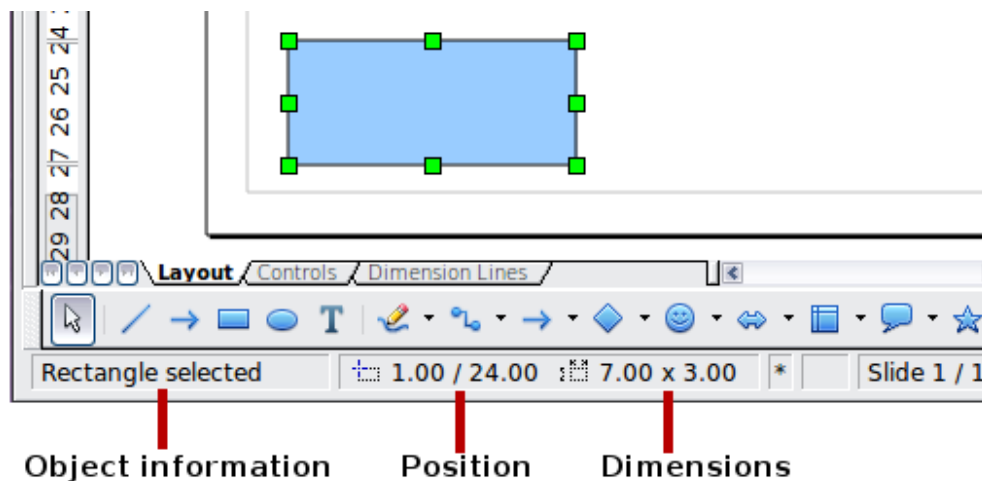 24
25
26
27
28
29
Layout Controls Dimension Lines
T
Rectangle selected 1.00 / 24.00 7.00 x 3.00 * Slide 1 / 1
Object information Position Dimensions